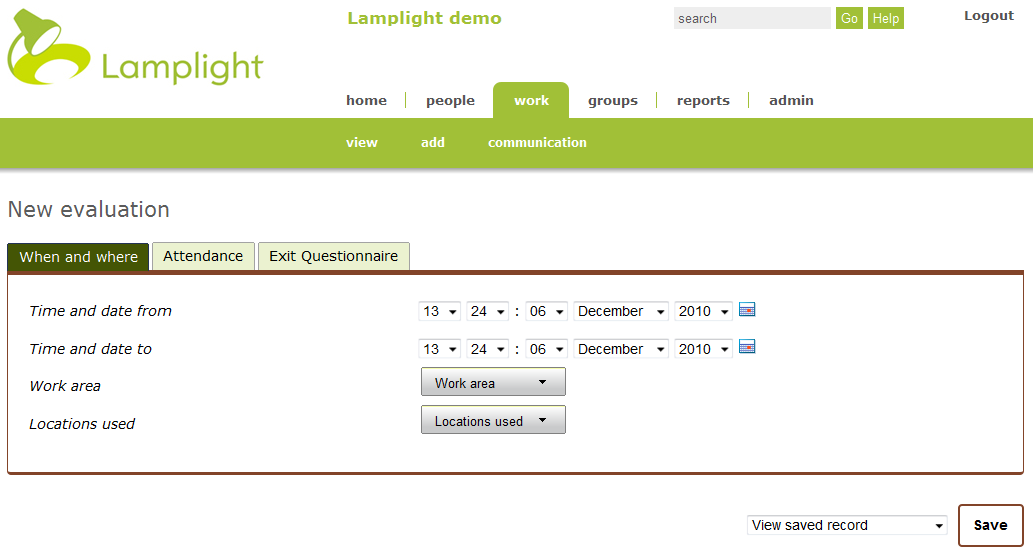 Lamplight
Lamplight demo
search Go Help Logout
home people work groups reports admin
view add communication
New evaluation
When and where Attendance Exit Questionnaire
Time and date from 13 24 : 06 December 2010
Time and date to 13 24 : 06 December 2010
Work area Work area
Locations used Locations used
View saved record Save